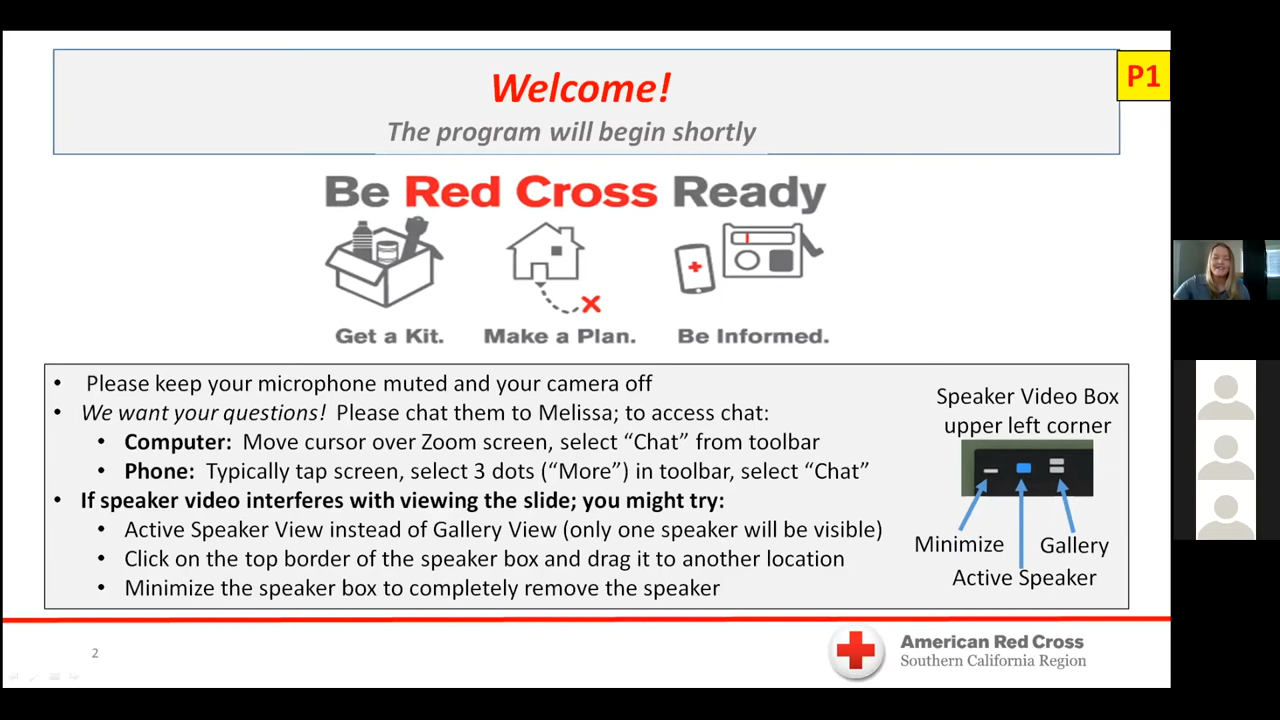 Welcome!
P1
The program will begin shortly
Be Red Cross Ready
Get a Kit. Make a Plan. Be Informed.
• Please keep your microphone muted and your camera off
• We want your questions! Please chat them to Melissa; to access chat:
• Computer: Move cursor over Zoom screen, select “Chat” from toolbar
• Phone: Typically tap screen, select 3 dots (“More”) in toolbar, select “Chat”
• If speaker video interferes with viewing the slide; you might try:
• Active Speaker View instead of Gallery View (only one speaker will be visible)
• Click on the top border of the speaker box and drag it to another location
• Minimize the speaker box to completely remove the speaker
Speaker Video Box
upper left corner
Minimize
Gallery
Active Speaker
2
American Red Cross
Southern California Region